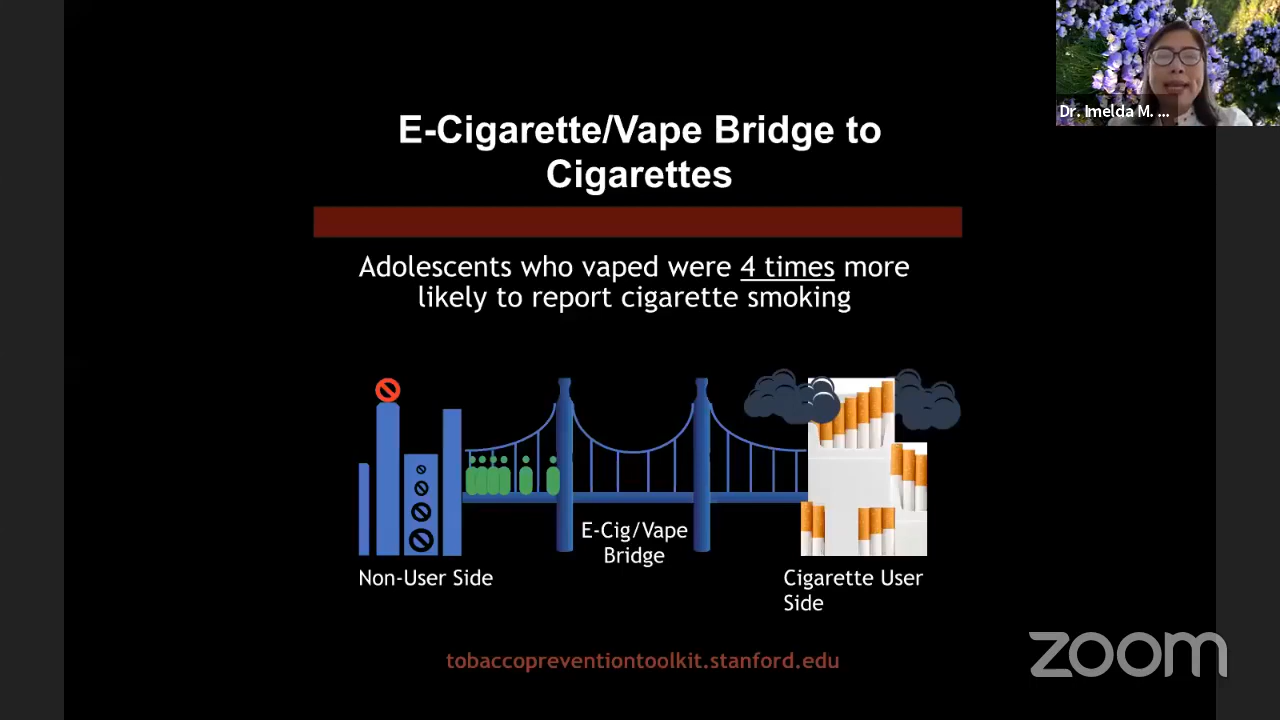 E-Cigarette/Vape Bridge to
Cigarettes
Adolescents who vaped were 4 times more
likely to report cigarette smoking
E-Cig/Vape
Bridge
Non-User Side
Cigarette User
Side
tobaccopreventiontoolkit.stanford.edu
Dr. Imelda M. ...
zoom